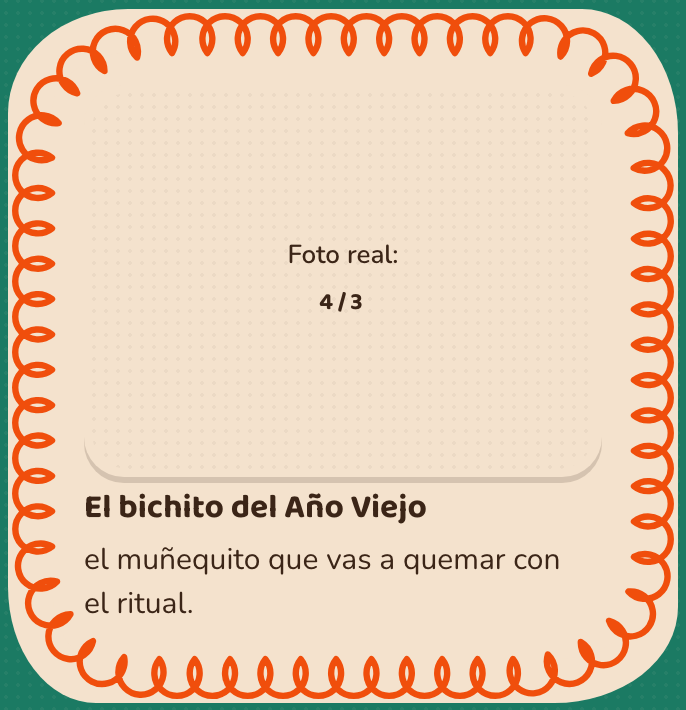 Foto real:
4 / 3
El bichito del Año Viejo
el muñequito que vas a quemar con
el ritual.